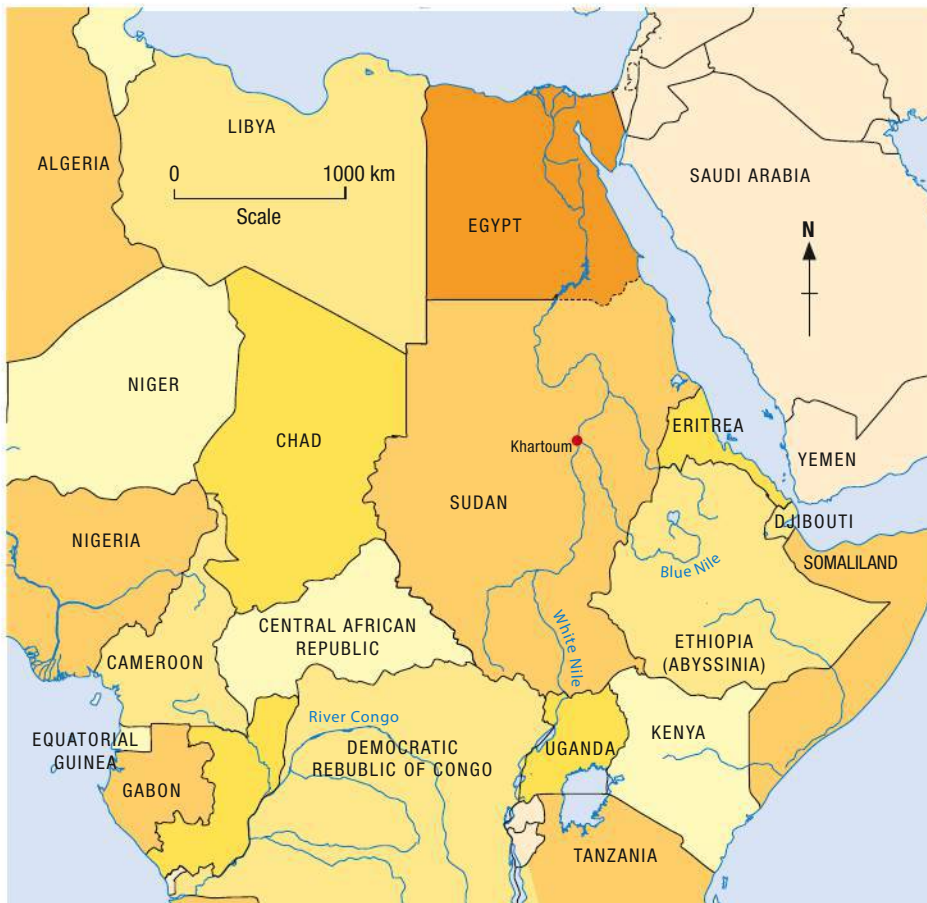 LIBYA
ALGERIA
0 1000 km
Scale
SAUDI ARABIA
EGYPT
N
NIGER
CHAD
ERITREA
Khartoum
YEMEN
SUDAN
DJIBOUTI
NIGERIA
SOMALILAND
Blue Nile
CENTRAL AFRICAN
REPUBLIC
White Nile
ETHIOPIA
(ABYSSINIA)
CAMEROON
River Congo
EQUATORIAL
GUINEA
DEMOCRATIC
REPUBLIC OF CONGO
UGANDA
KENYA
GABON
TANZANIA